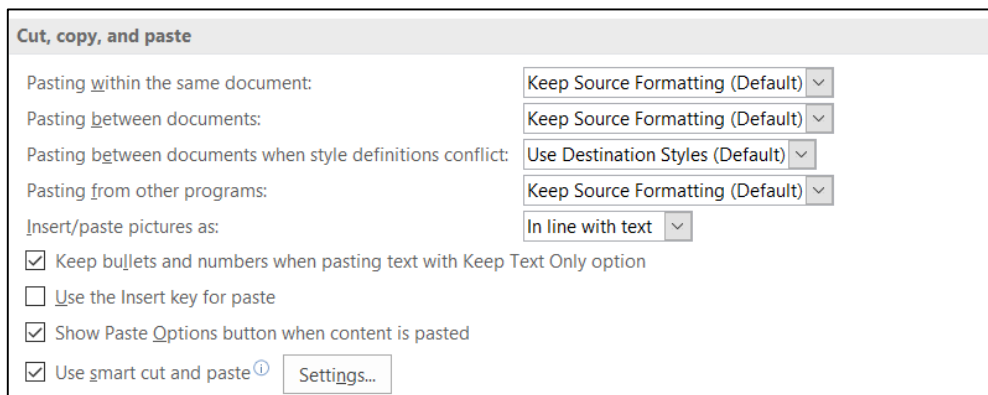 Cut, copy, and paste
Pasting within the same document: Keep Source Formatting (Default)
Pasting between documents: Keep Source Formatting (Default)
Pasting between documents when style definitions conflict: Use Destination Styles (Default)
Pasting from other programs: Keep Source Formatting (Default)
Insert/paste pictures as: In line with text
Keep bullets and numbers when pasting text with Keep Text Only option
Use the Insert key for paste
Show Paste Options button when content is pasted
Use smart cut and paste Settings...